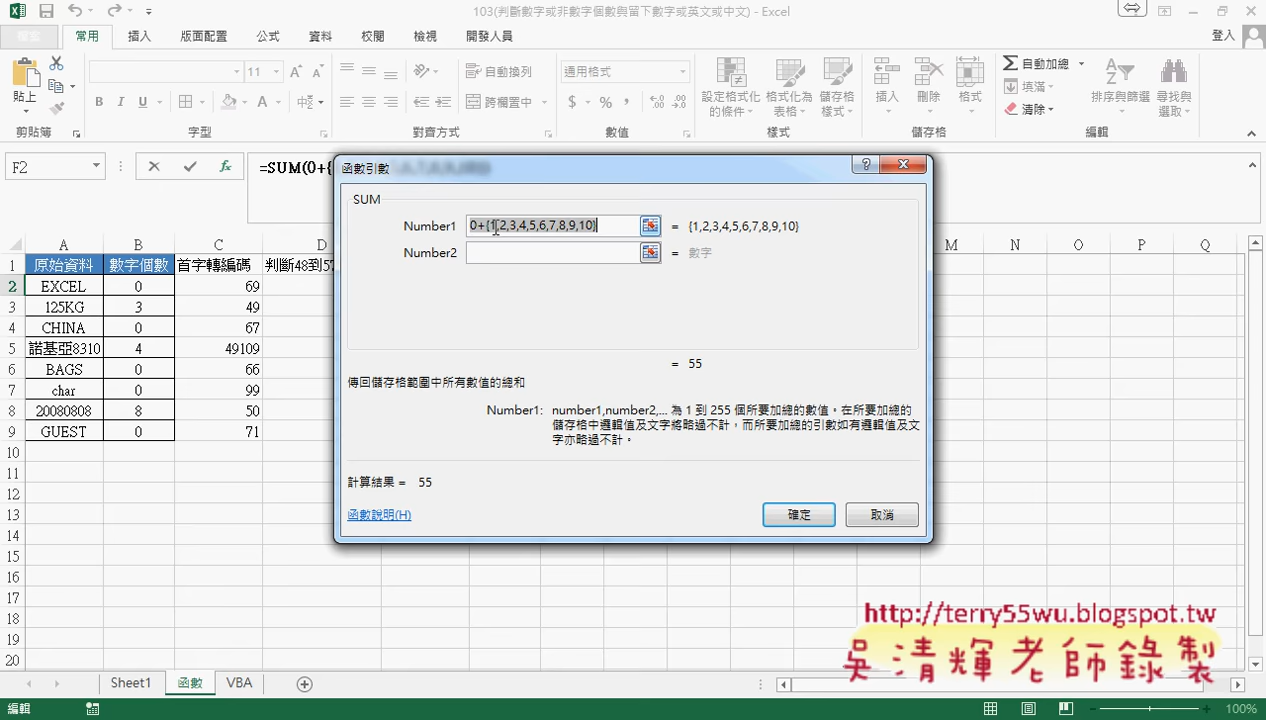 103(判斷數字或非數字個數與留下數字或英文或中文) - Excel
常用 插入 版面配置 公式 資料 校閱 檢視 開發人員 登入
貼上 11 自動換列 通用格式 設定格式化的條件 格式化為表格 儲存格樣式 插入 刪除 格式 自動加總 填滿 清除 排序與篩選 尋找與選取
B I U 中 跨欄置中 $ %
剪貼簿 字型 對齊方式 數值 樣式 儲存格 編輯
F2 fx =SUM(0+{
函數引數
SUM
Number1 0+{1,2,3,4,5,6,7,8,9,10} = {1,2,3,4,5,6,7,8,9,10}
Number2 = 數字
= 55
傳回儲存格範圍中所有數值的總和
Number1: number1,number2,... 為 1 到 255 個所要加總的數值。在所要加總的
儲存格中邏輯值及文字將略過不計，而所要加總的引數如有邏輯值及文
字亦略過不計。
計算結果 = 55
函數說明(H) 確定 取消
A B C D M N O P Q
1 原始資料 數字個數 首字轉編碼 判斷48到57
2 EXCEL 0 69
3 125KG 3 49
4 CHINA 0 67
5 諾基亞8310 4 49109
6 BAGS 0 66
7 char 0 99
8 20080808 8 50
9 GUEST 0 71
10
11
12
13
14
15
16
17
18
19
20
http://terry55wu.blogspot.tw
吳清輝老師錄製
Sheet1 函數 VBA
編輯 100%